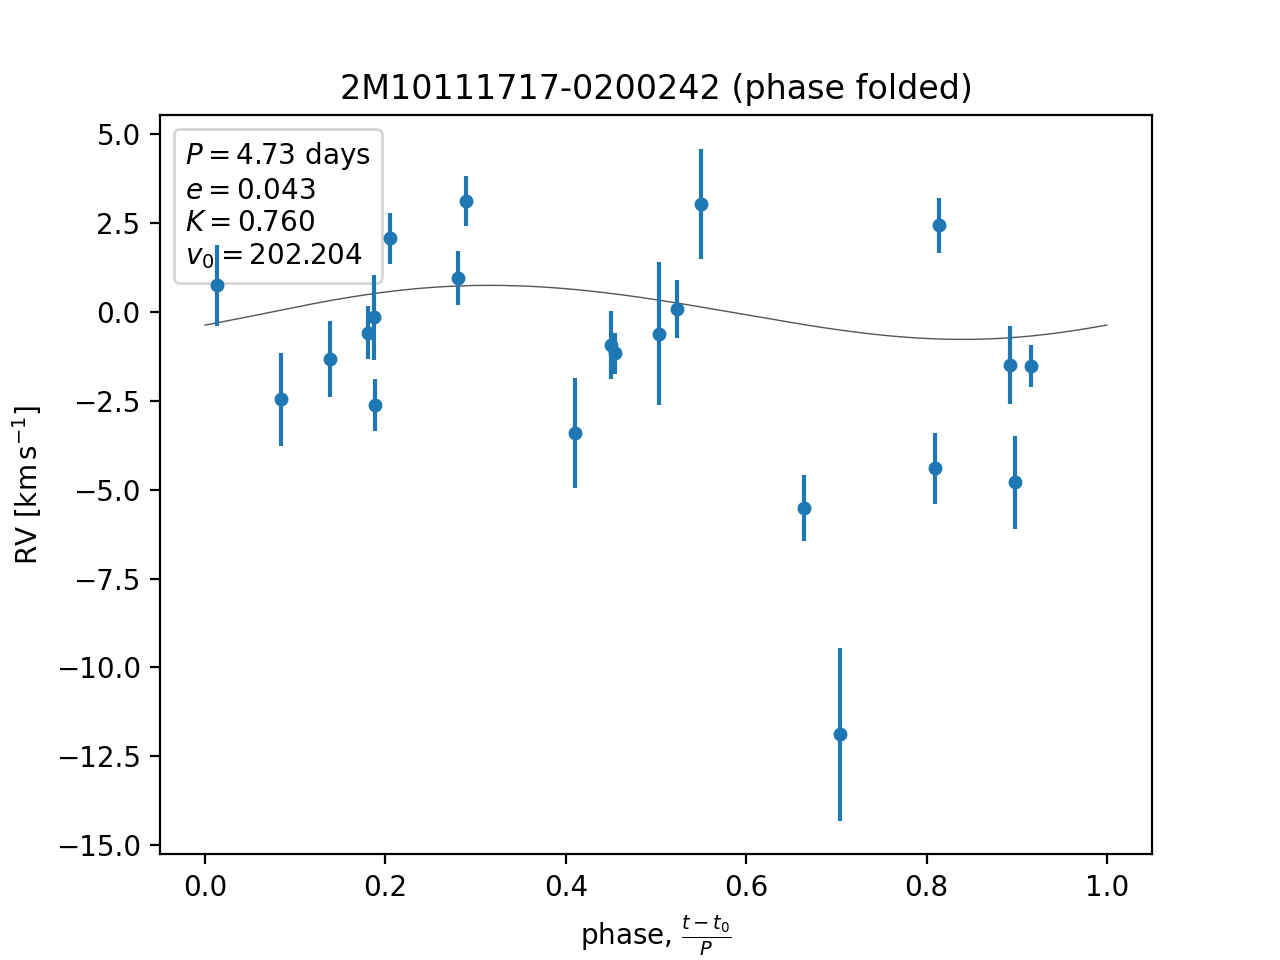 2M10111717-0200242 (phase folded)
P = 4.73 days
e = 0.043
K = 0.760
v₀ = 202.204
5.0
2.5
0.0
−2.5
−5.0
−7.5
−10.0
−12.5
−15.0
RV [km s⁻¹]
0.0 0.2 0.4 0.6 0.8 1.0
phase, (t − t₀)/P